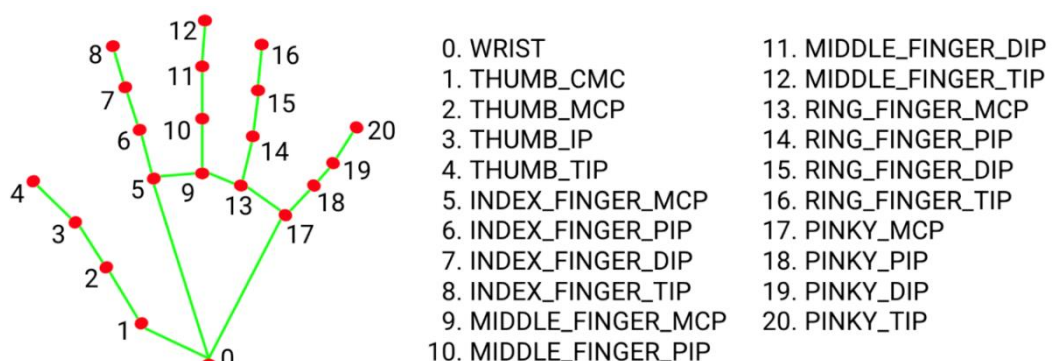 12
8
16
11
7
15
20
6
10
14
19
4
5
9
13
18
3
17
2
1
0
0. WRIST
1. THUMB_CMC
2. THUMB_MCP
3. THUMB_IP
4. THUMB_TIP
5. INDEX_FINGER_MCP
6. INDEX_FINGER_PIP
7. INDEX_FINGER_DIP
8. INDEX_FINGER_TIP
9. MIDDLE_FINGER_MCP
10. MIDDLE_FINGER_PIP
11. MIDDLE_FINGER_DIP
12. MIDDLE_FINGER_TIP
13. RING_FINGER_MCP
14. RING_FINGER_PIP
15. RING_FINGER_DIP
16. RING_FINGER_TIP
17. PINKY_MCP
18. PINKY_PIP
19. PINKY_DIP
20. PINKY_TIP